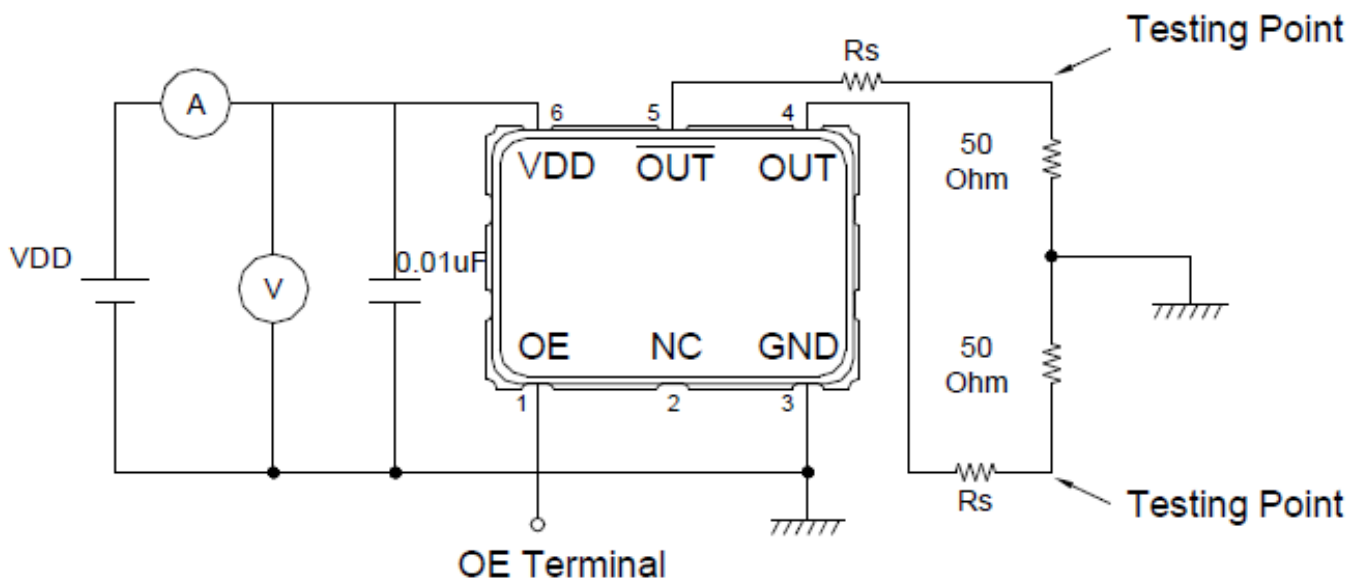 Testing Point
Rs
A
6
5
4
VDD
OUT
OUT
50
Ohm
VDD
V
0.01uF
OE
NC
GND
50
Ohm
1
2
3
Rs
Testing Point
OE Terminal